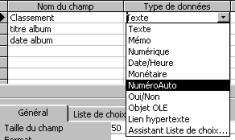 Nom du champ Type de données
Classement Texte
titre album Texte
date album Mémo
Numérique
Date/Heure
Monétaire
NuméroAuto
Oui/Non
Objet OLE
Lien hypertexte
Assistant Liste de choix...
Général Liste de choix
Taille du champ 50
Format